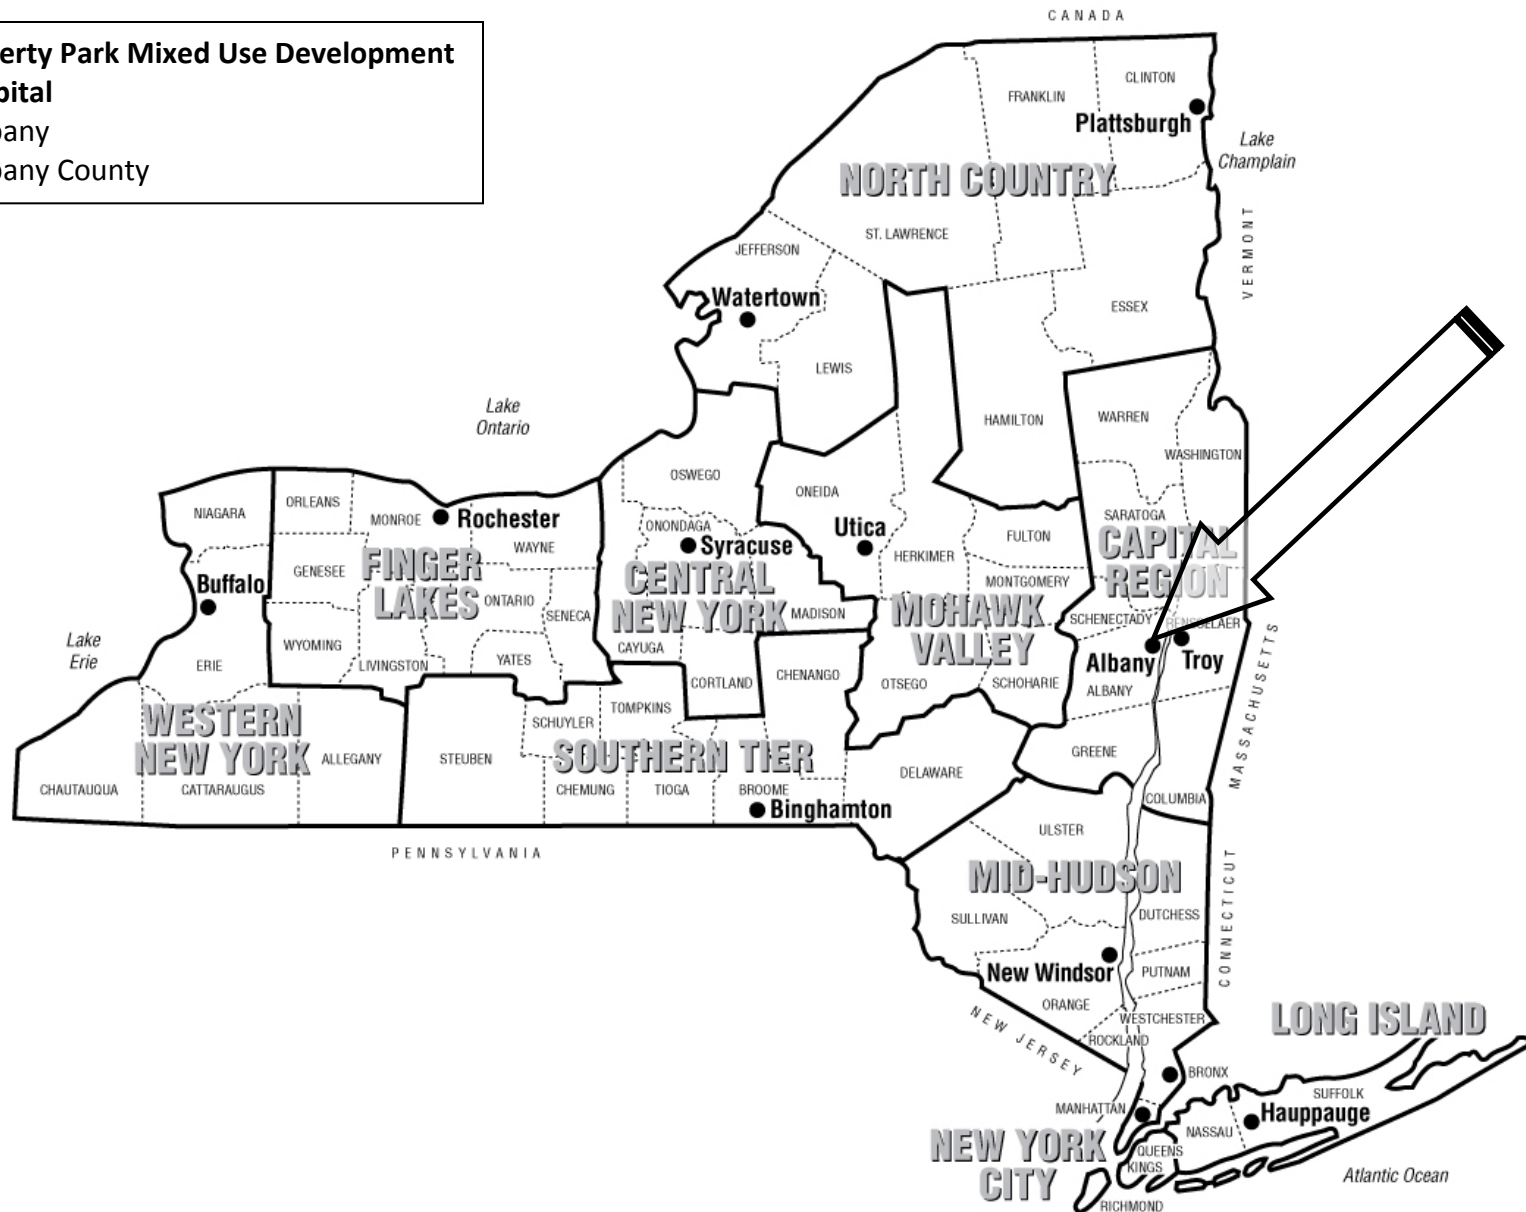 CANADA
erty Park Mixed Use Development
pital
bany
bany County
CLINTON
FRANKLIN
Plattsburgh
Lake
Champlain
NORTH COUNTRY
VERMONT
ST. LAWRENCE
JEFFERSON
Watertown
ESSEX
LEWIS
Lake
Ontario
HAMILTON
WARREN
WASHINGTON
OSWEGO
ONEIDA
NIAGARA
ORLEANS
MONROE
Rochester
ONONDAGA
Syracuse
Utica
SARATOGA
FULTON
CAPITAL
REGION
WAYNE
HERKIMER
FINGER
LAKES
GENESEE
CENTRAL
NEW YORK
MONTGOMERY
Buffalo
ONTARIO
SENECA
MADISON
MOHAWK
VALLEY
SCHENECTADY
RENSSELAER
Lake
Erie
WYOMING
CAYUGA
ERIE
LIVINGSTON
YATES
CORTLAND
CHENANGO
OTSEGO
SCHOHARIE
Albany
Troy
ALBANY
MASSACHUSETTS
WESTERN
NEW YORK
SCHUYLER
TOMPKINS
ALLEGANY
STEUBEN
SOUTHERN TIER
GREENE
DELAWARE
CHAUTAUQUA
CATTARAUGUS
CHEMUNG
TIOGA
BROOME
COLUMBIA
Binghamton
PENNSYLVANIA
ULSTER
MID-HUDSON
CONNECTICUT
SULLIVAN
DUTCHESS
New Windsor
PUTNAM
ORANGE
NEW JERSEY
WESTCHESTER
ROCKLAND
LONG ISLAND
BRONX
SUFFOLK
MANHATTAN
Hauppauge
NASSAU
NEW YORK
CITY
QUEENS
KINGS
Atlantic Ocean
RICHMOND